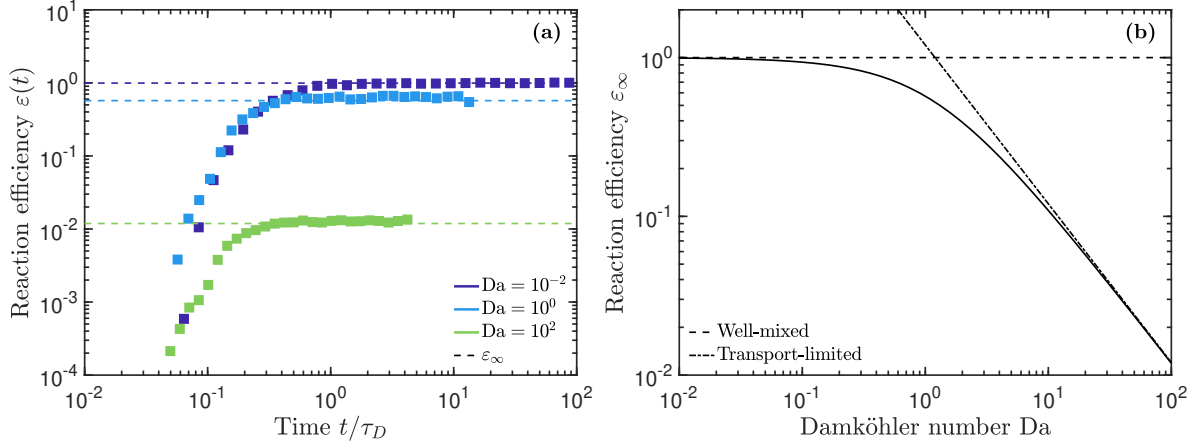 (a)
Reaction efficiency ε(t)
10^1
10^0
10^{-1}
10^{-2}
10^{-3}
10^{-4}
Da = 10^{-2}
Da = 10^0
Da = 10^2
ε_∞
10^{-2}
10^{-1}
10^0
10^1
10^2
Time t/τ_D
(b)
Reaction efficiency ε_∞
10^0
10^{-1}
10^{-2}
Well-mixed
Transport-limited
10^{-2}
10^{-1}
10^0
10^1
10^2
Damköhler number Da